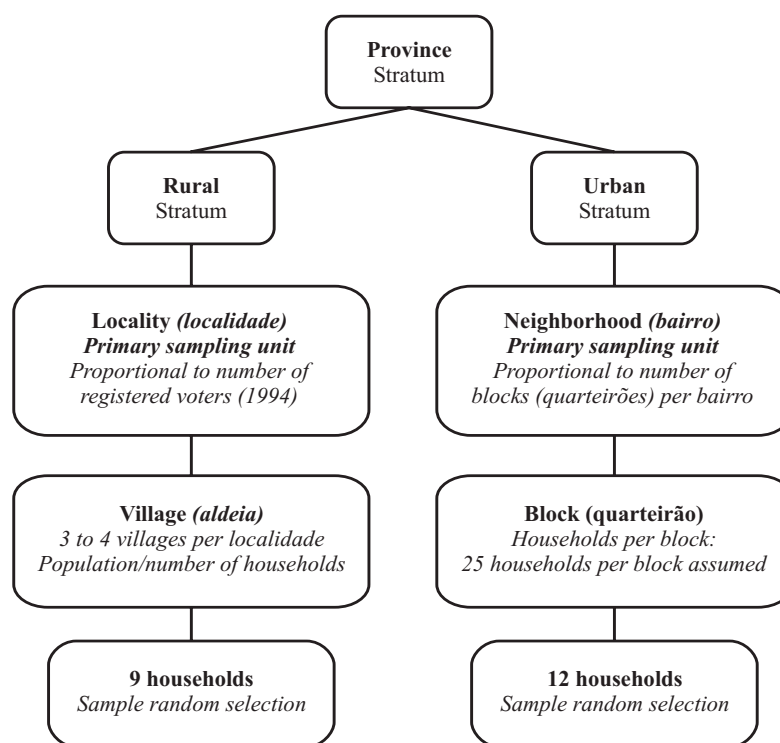 Province
Stratum
Rural
Stratum
Urban
Stratum
Locality (localidade)
Primary sampling unit
Proportional to number of
registered voters (1994)
Neighborhood (bairro)
Primary sampling unit
Proportional to number of
blocks (quarteirões) per bairro
Village (aldeia)
3 to 4 villages per localidade
Population/number of households
Block (quarteirão)
Households per block:
25 households per block assumed
9 households
Sample random selection
12 households
Sample random selection